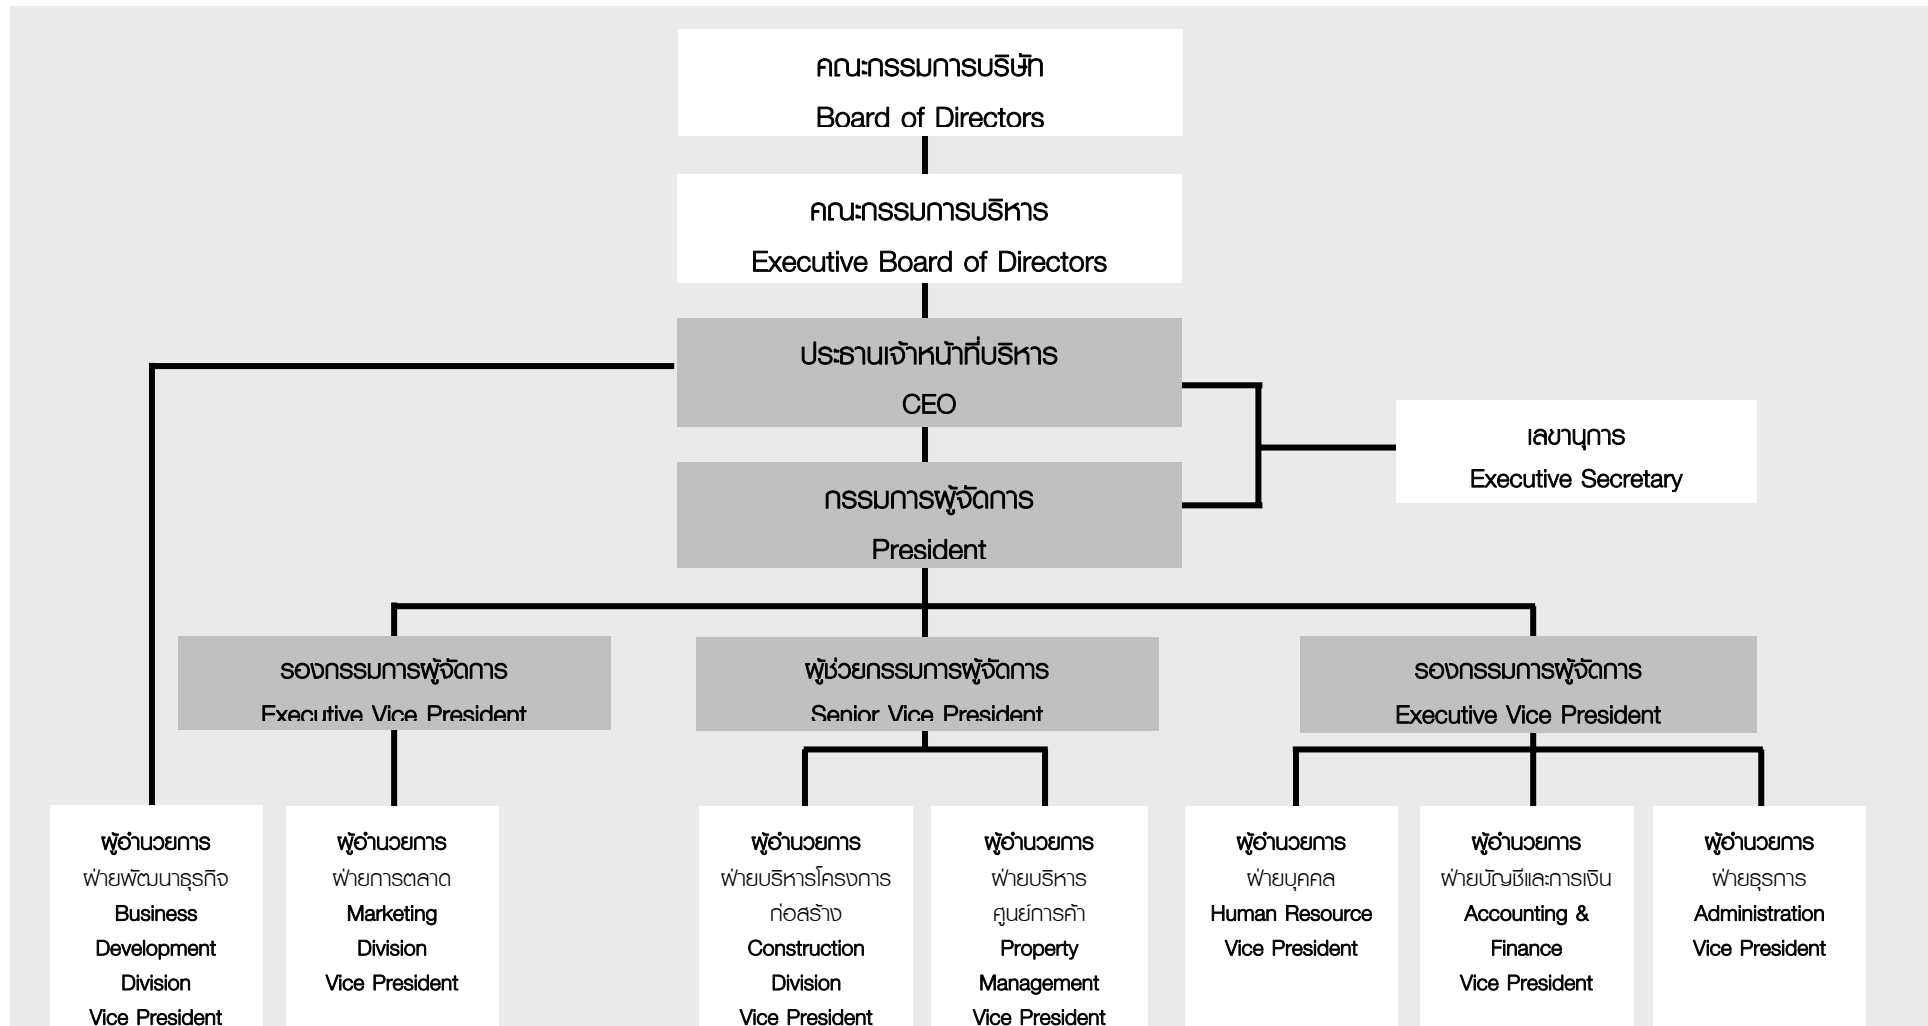 คณะกรรมการบริษัท
Board of Directors
คณะกรรมการบริหาร
Executive Board of Directors
ประธานเจ้าหน้าที่บริหาร
CEO
เลขานุการ
Executive Secretary
กรรมการผู้จัดการ
President
รองกรรมการผู้จัดการ
Executive Vice President
ผู้ช่วยกรรมการผู้จัดการ
Senior Vice President
รองกรรมการผู้จัดการ
Executive Vice President
ผู้อำนวยการ
ฝ่ายพัฒนาธุรกิจ
Business
Development
Division
Vice President
ผู้อำนวยการ
ฝ่ายการตลาด
Marketing
Division
Vice President
ผู้อำนวยการ
ฝ่ายบริหารโครงการ
ก่อสร้าง
Construction
Division
Vice President
ผู้อำนวยการ
ฝ่ายบริหาร
ศูนย์การค้า
Property
Management
Vice President
ผู้อำนวยการ
ฝ่ายบุคคล
Human Resource
Vice President
ผู้อำนวยการ
ฝ่ายบัญชีและการเงิน
Accounting &
Finance
Vice President
ผู้อำนวยการ
ฝ่ายธุรการ
Administration
Vice President